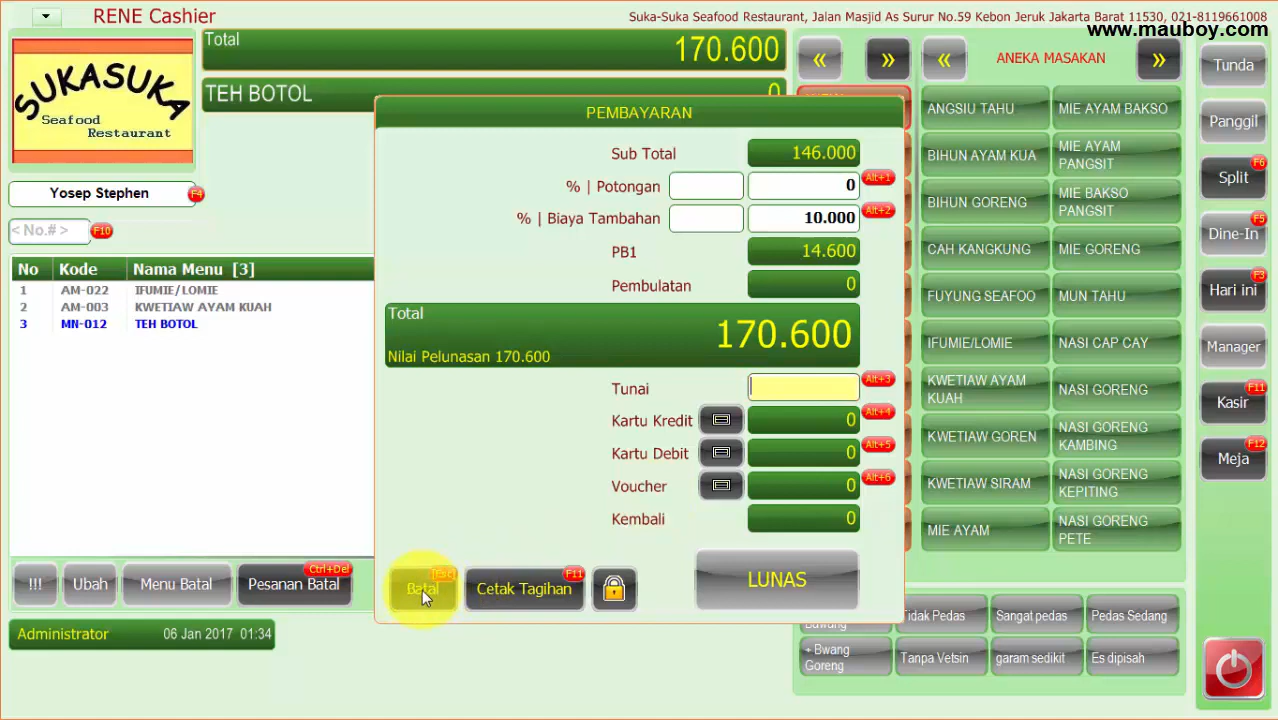 RENE Cashier
Suka-Suka Seafood Restaurant, Jalan Masjid As Surur No.59 Kebon Jeruk Jakarta Barat 11530, 021-8119661008
www.mauboy.com
SUKASUKA
Seafood
Restaurant
Total
170.600
TEH BOTOL
0
«
»
«
ANEKA MASAKAN
»
Yosep Stephen
F4
< No.# >
F10
No Kode Nama Menu [3]
1 AM-022 IFUMIE/LOMIE
2 AM-003 KWETIAW AYAM KUAH
3 MN-012 TEH BOTOL
PEMBAYARAN
Sub Total 146.000
% | Potongan 0 Alt+1
% | Biaya Tambahan 10.000 Alt+2
PB1 14.600
Pembulatan 0
Total
170.600
Nilai Pelunasan 170.600
Tunai Alt+3
Kartu Kredit 0 Alt+4
Kartu Debit 0 Alt+5
Voucher 0 Alt+6
Kembali 0
Batal [Esc]
Cetak Tagihan F11
LUNAS
ANGSIU TAHU
MIE AYAM BAKSO
BIHUN AYAM KUA
MIE AYAM
PANGSIT
BIHUN GORENG
MIE BAKSO
PANGSIT
CAH KANGKUNG
MIE GORENG
FUYUNG SEAFOO
MUN TAHU
IFUMIE/LOMIE
NASI CAP CAY
KWETIAW AYAM
KUAH
NASI GORENG
KWETIAW GOREN
NASI GORENG
KAMBING
KWETIAW SIRAM
NASI GORENG
KEPITING
MIE AYAM
NASI GORENG
PETE
Tunda
Panggil
Split F6
Dine-In F5
Hari ini F3
Manager
Kasir F11
Meja F12
!!!
Ubah
Menu Batal
Pesanan Batal Ctrl+Del
Administrator 06 Jan 2017 01:34
Tidak Pedas
Sangat pedas
Pedas Sedang
+ Bwang
Goreng
Tanpa Vetsin
garam sedikit
Es dipisah